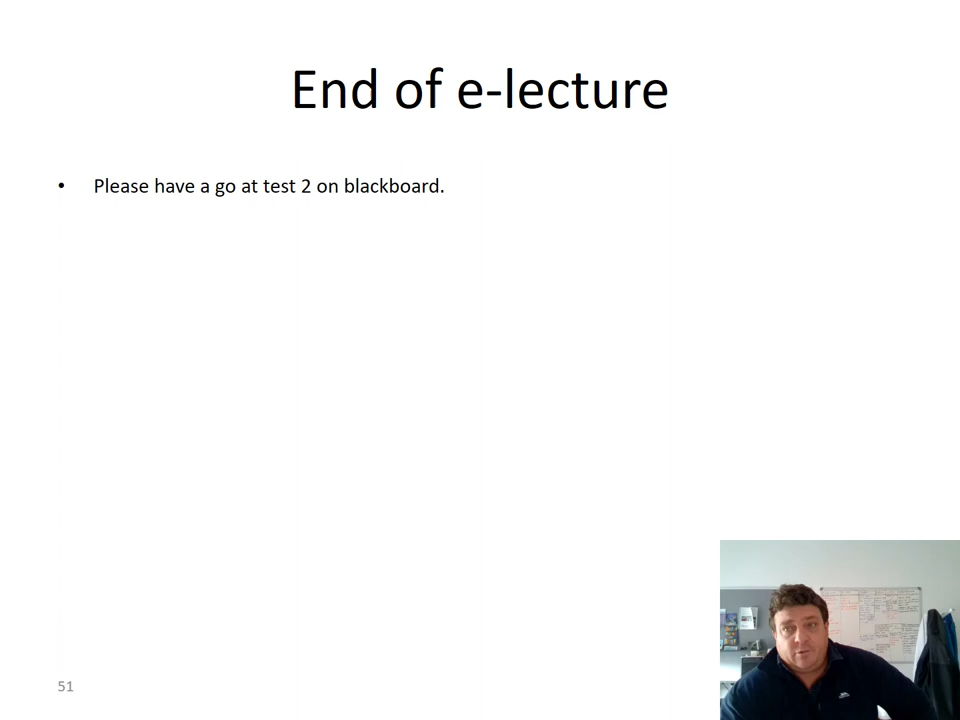 End of e-lecture
• Please have a go at test 2 on blackboard.
51